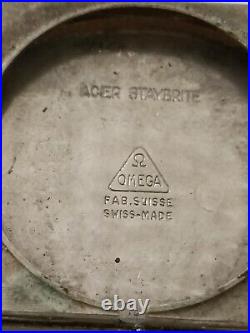 ACIER STAYBRITE
Ω
OMEGA
FAB. SUISSE
SWISS-MADE